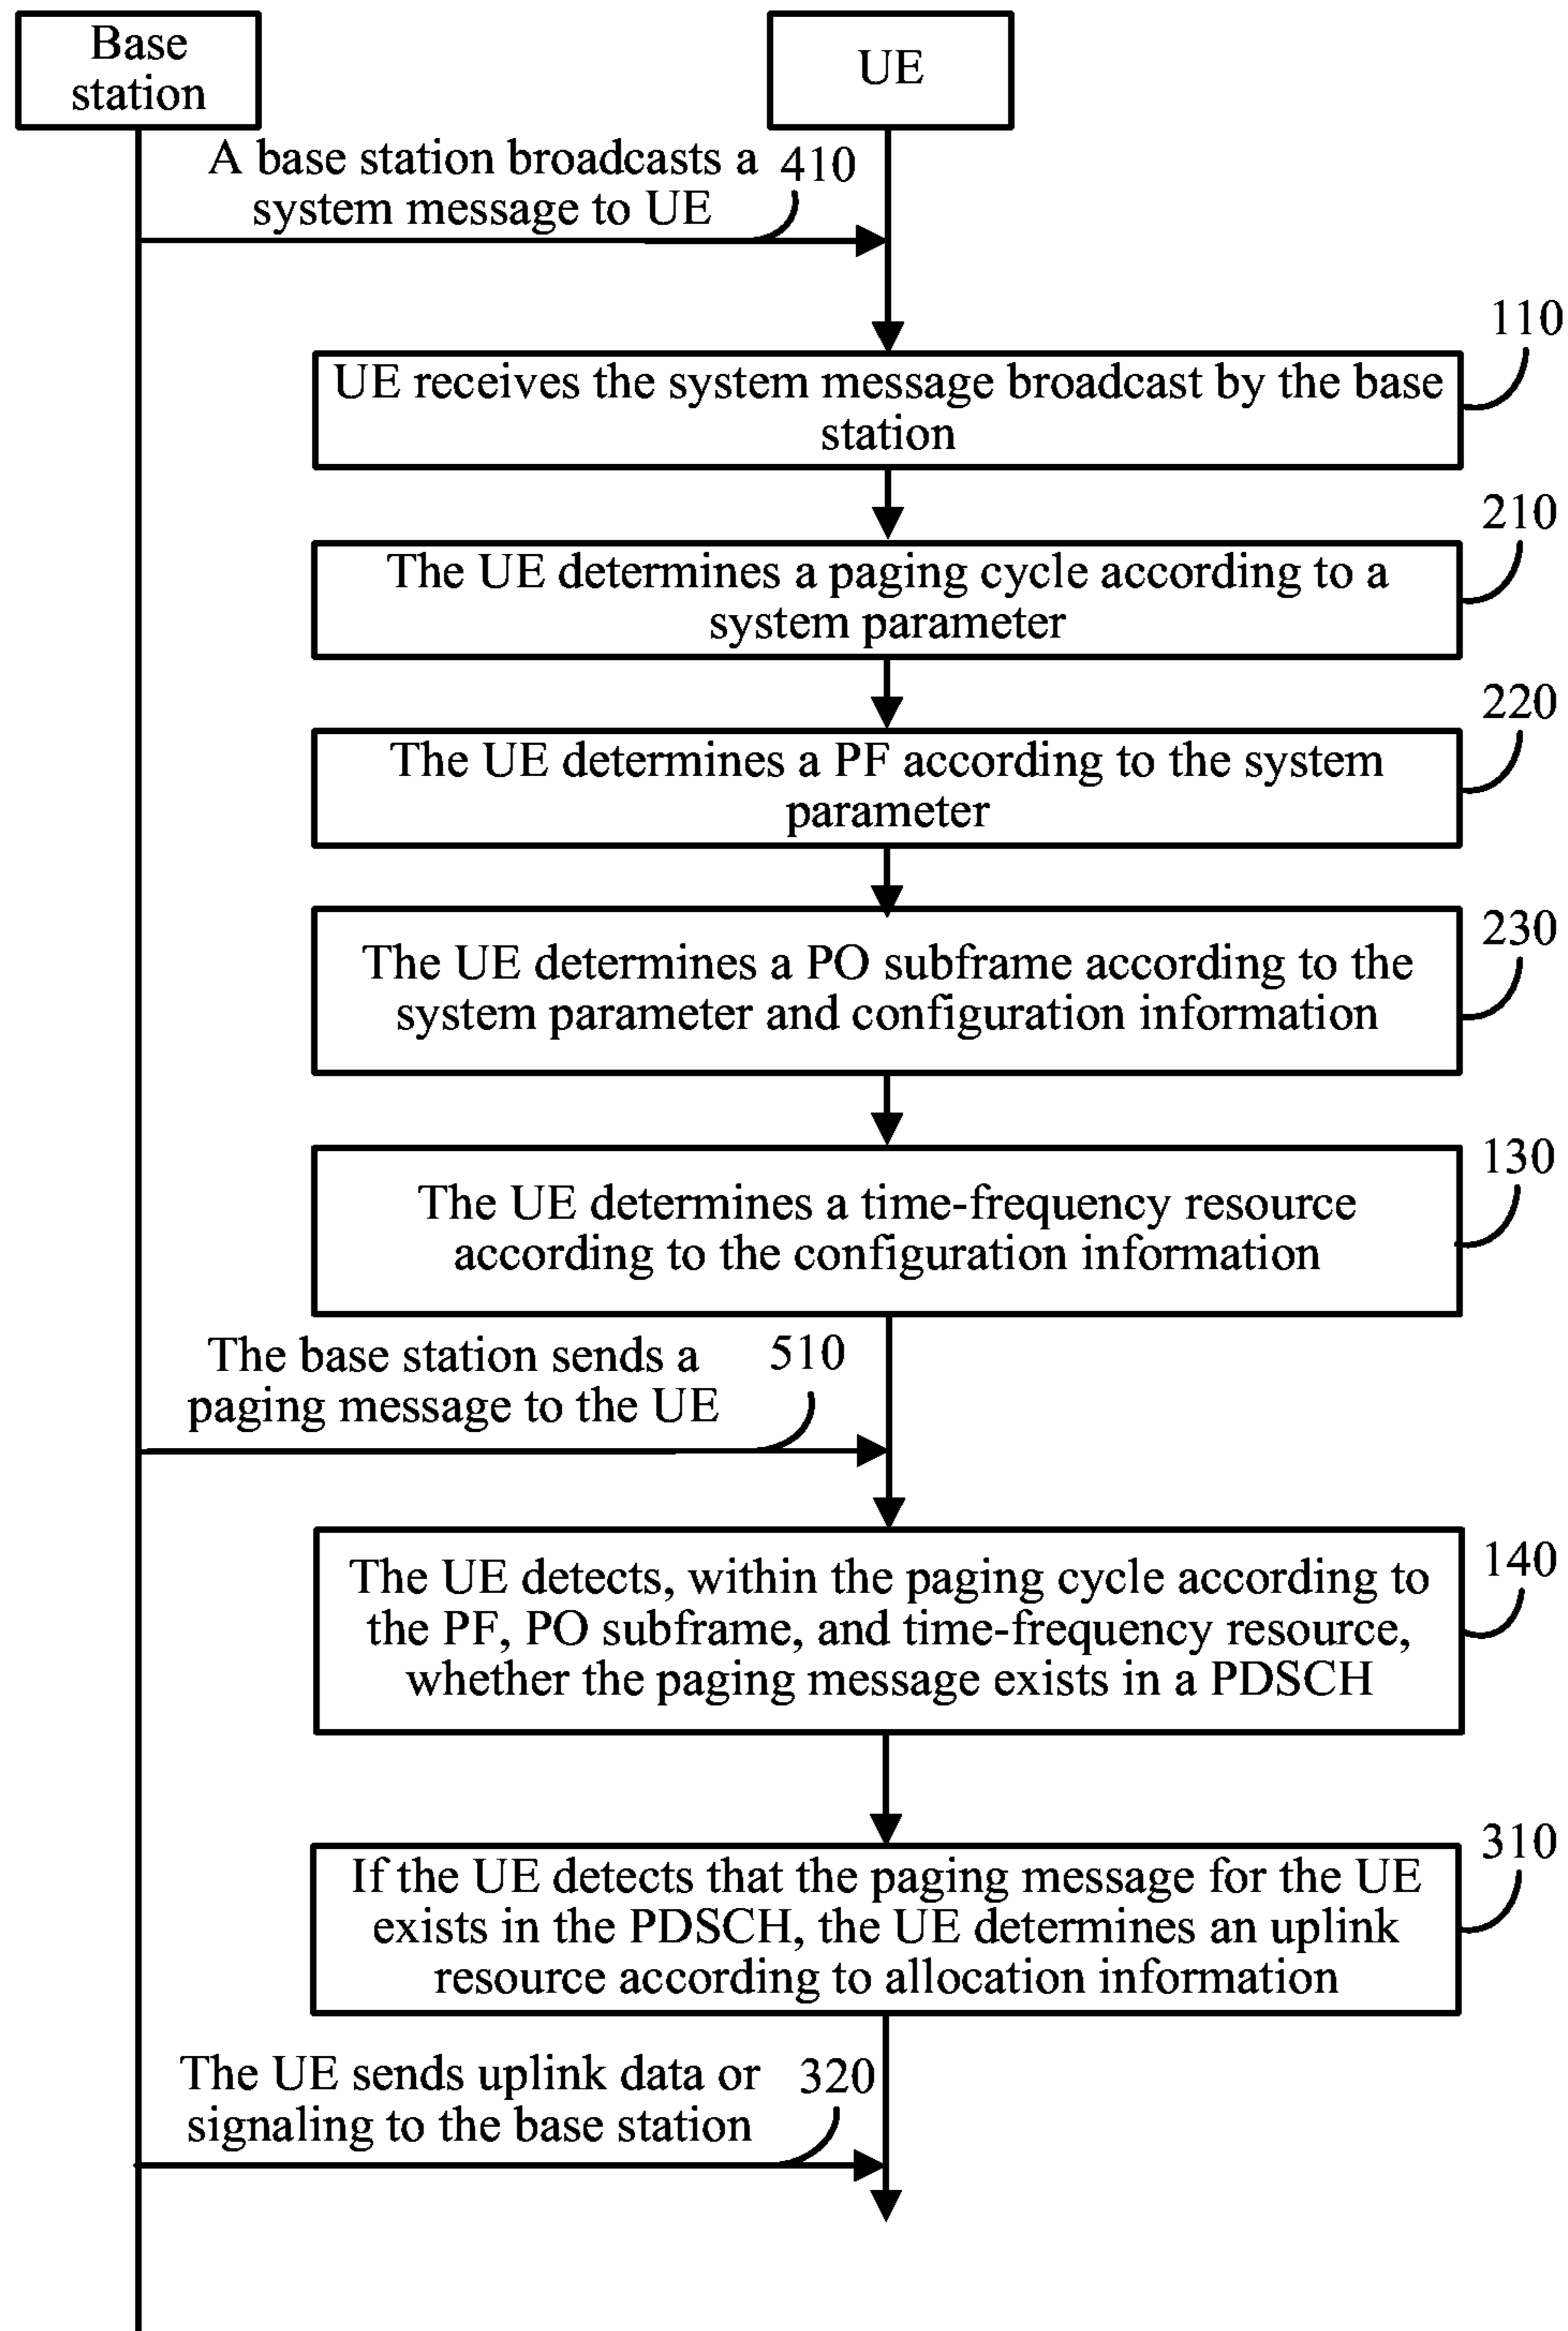 Base
station
UE
A base station broadcasts a
system message to UE
410
110
UE receives the system message broadcast by the base
station
210
The UE determines a paging cycle according to a
system parameter
220
The UE determines a PF according to the system
parameter
230
The UE determines a PO subframe according to the
system parameter and configuration information
130
The UE determines a time-frequency resource
according to the configuration information
The base station sends a
paging message to the UE
510
140
The UE detects, within the paging cycle according to
the PF, PO subframe, and time-frequency resource,
whether the paging message exists in a PDSCH
310
If the UE detects that the paging message for the UE
exists in the PDSCH, the UE determines an uplink
resource according to allocation information
The UE sends uplink data or
signaling to the base station
320